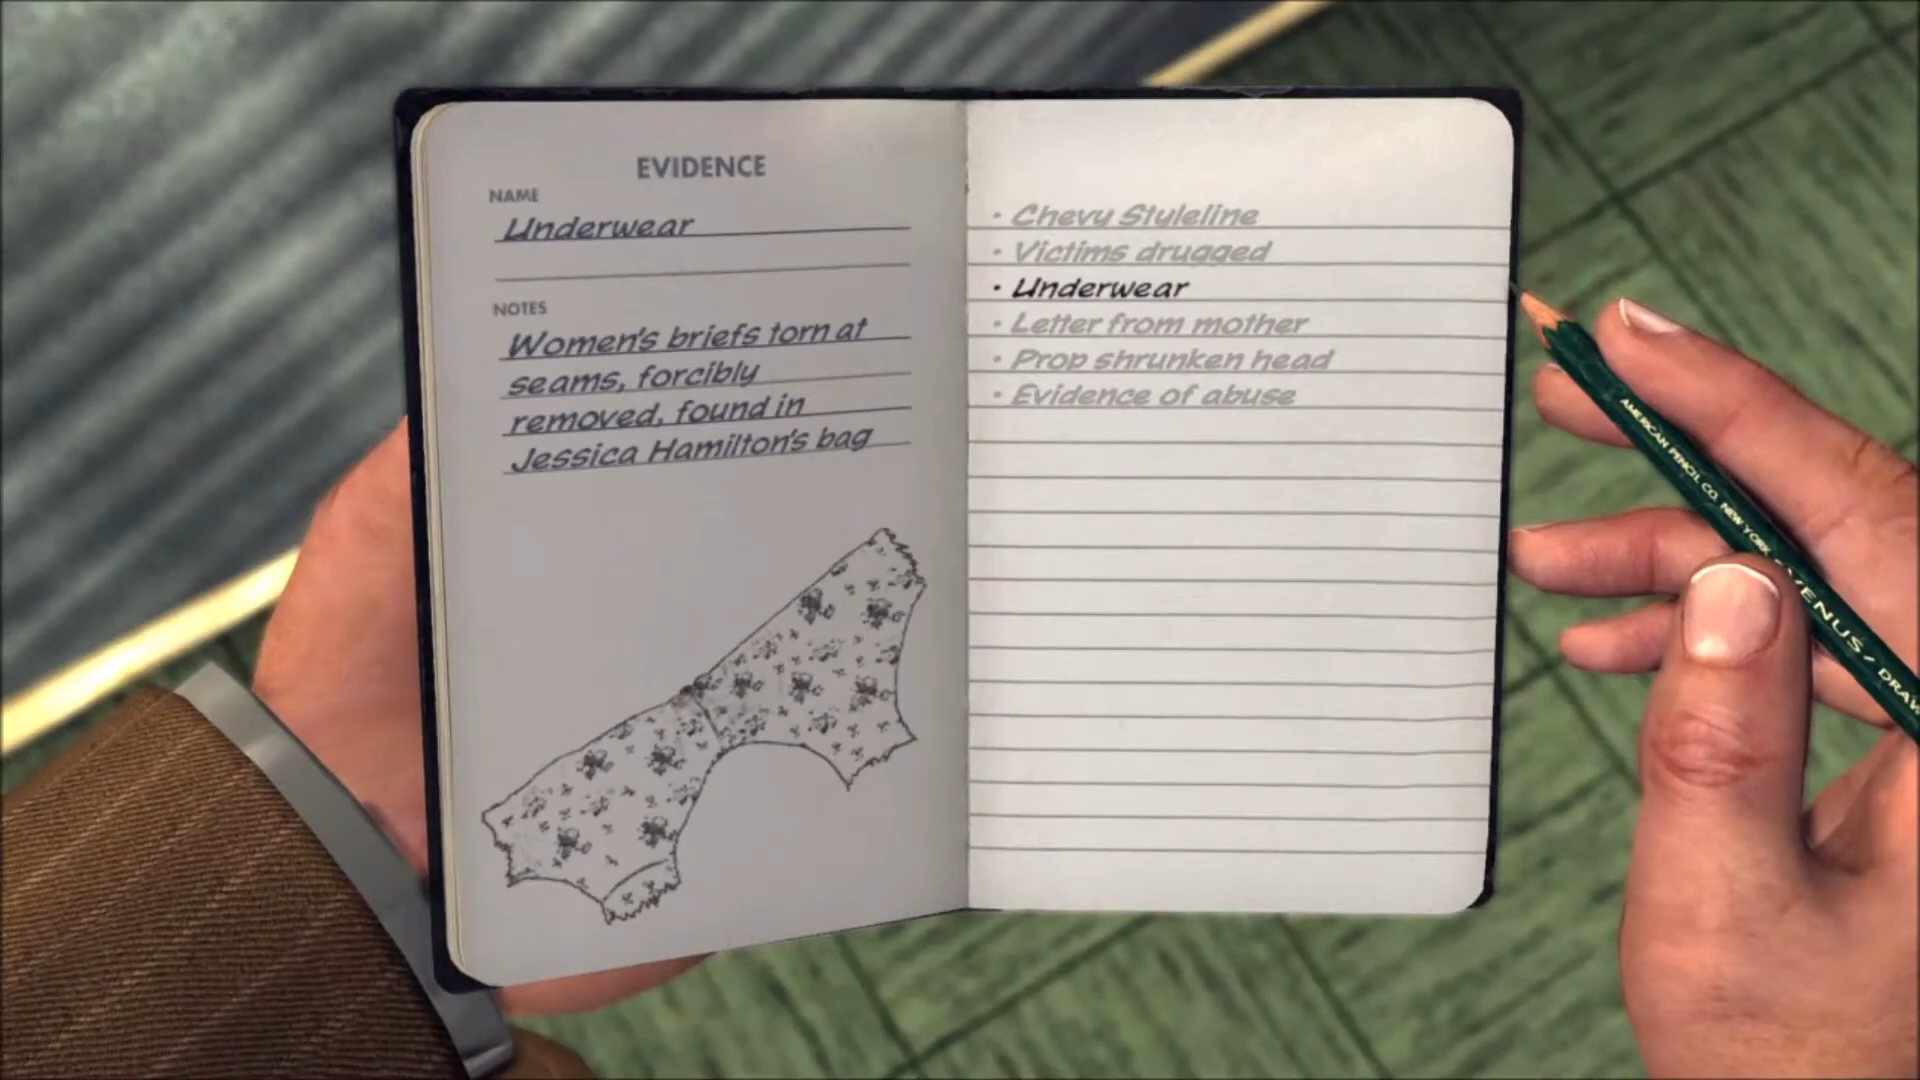 EVIDENCE
NAME
Underwear
NOTES
Women's briefs torn at
seams, forcibly
removed, found in
Jessica Hamilton's bag
• Chevy Styleline
• Victims drugged
• Underwear
• Letter from mother
• Prop shrunken head
• Evidence of abuse
AMERICAN PENCIL CO. NEW YORK VENUS / DRAW